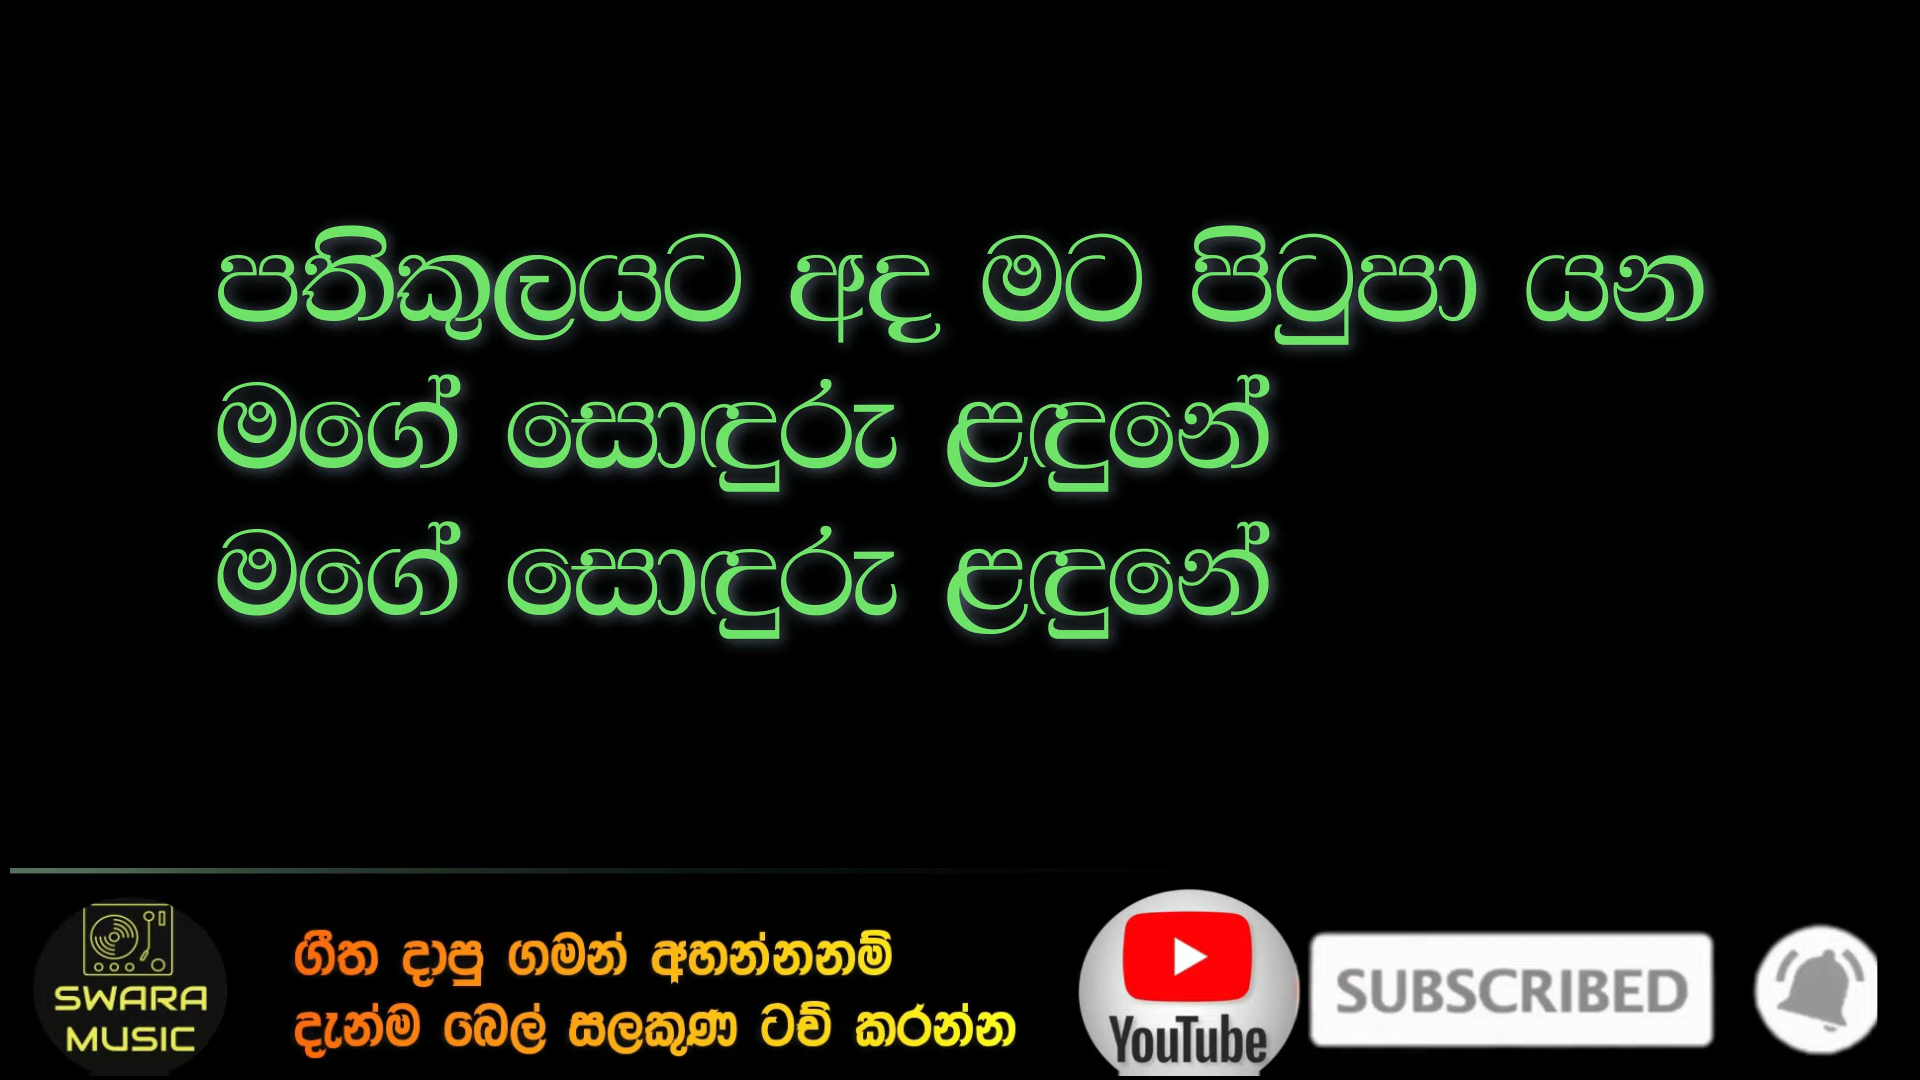 පතිකුලයට අද මට පිටුපා යන
මගේ සොඳුරු ළඳුනේ
මගේ සොඳුරු ළඳුනේ
ගීත දාපු ගමන් අහන්නනම්
දැන්ම බෙල් සලකුණ ටච් කරන්න
SWARA
MUSIC
YouTube
SUBSCRIBED